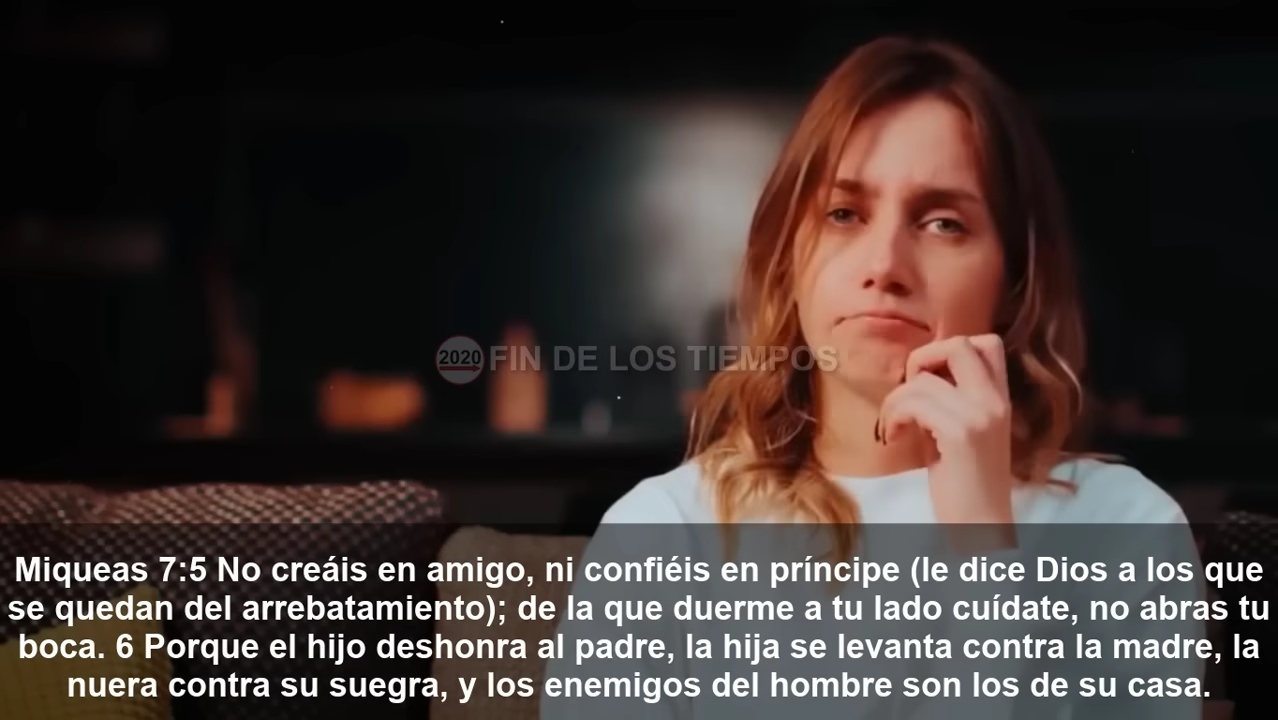 2020 FIN DE LOS TIEMPOS
Miqueas 7:5 No creáis en amigo, ni confiéis en príncipe (le dice Dios a los que
se quedan del arrebatamiento); de la que duerme a tu lado cuídate, no abras tu
boca. 6 Porque el hijo deshonra al padre, la hija se levanta contra la madre, la
nuera contra su suegra, y los enemigos del hombre son los de su casa.